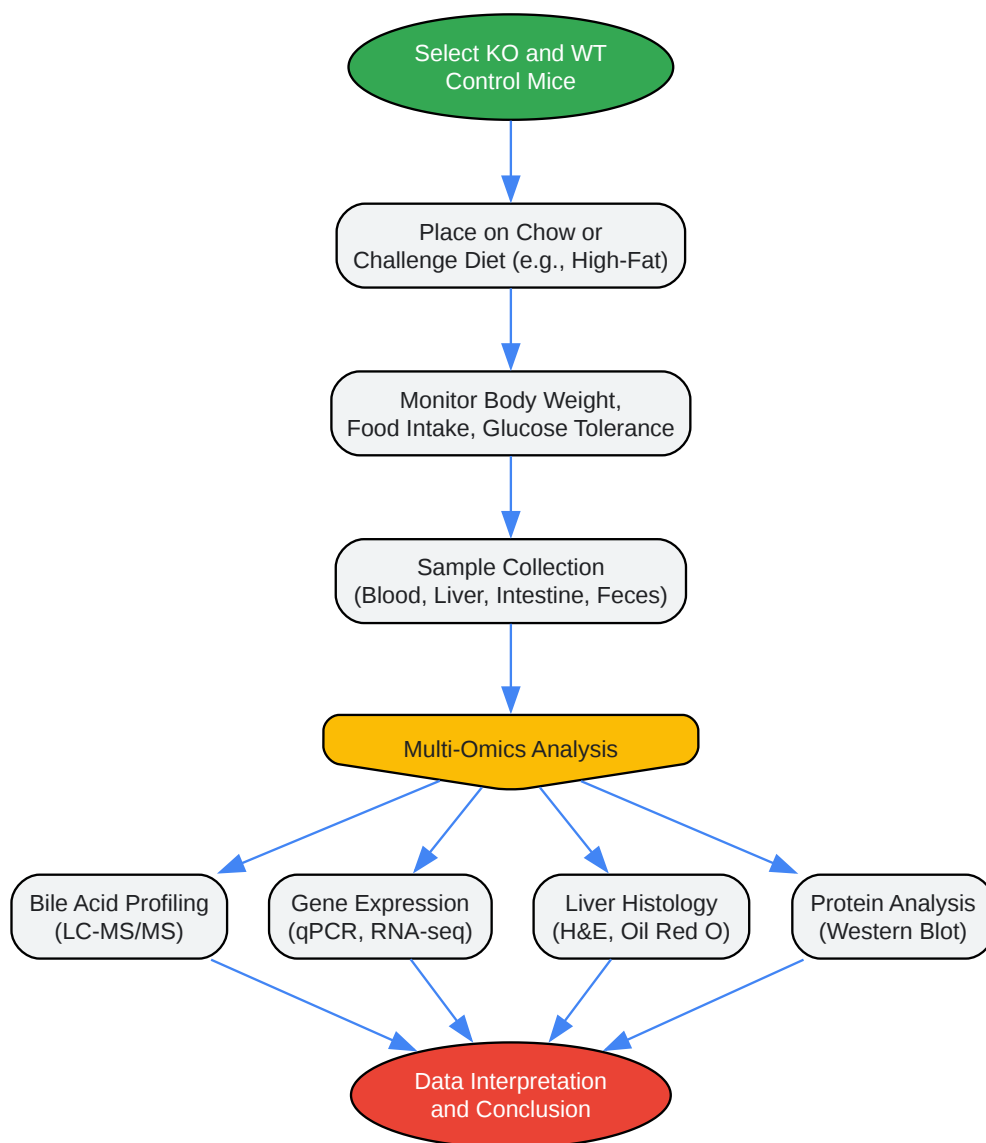 Select KO and WT
Control Mice
Place on Chow or
Challenge Diet (e.g., High-Fat)
Monitor Body Weight,
Food Intake, Glucose Tolerance
Sample Collection
(Blood, Liver, Intestine, Feces)
Multi-Omics Analysis
Bile Acid Profiling
(LC-MS/MS)
Gene Expression
(qPCR, RNA-seq)
Liver Histology
(H&E, Oil Red O)
Protein Analysis
(Western Blot)
Data Interpretation
and Conclusion